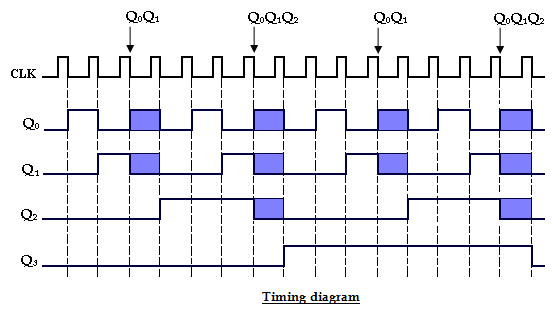 Q₀Q₁ Q₀Q₁Q₂ Q₀Q₁ Q₀Q₁Q₂
CLK
Q₀
Q₁
Q₂
Q₃
Timing diagram